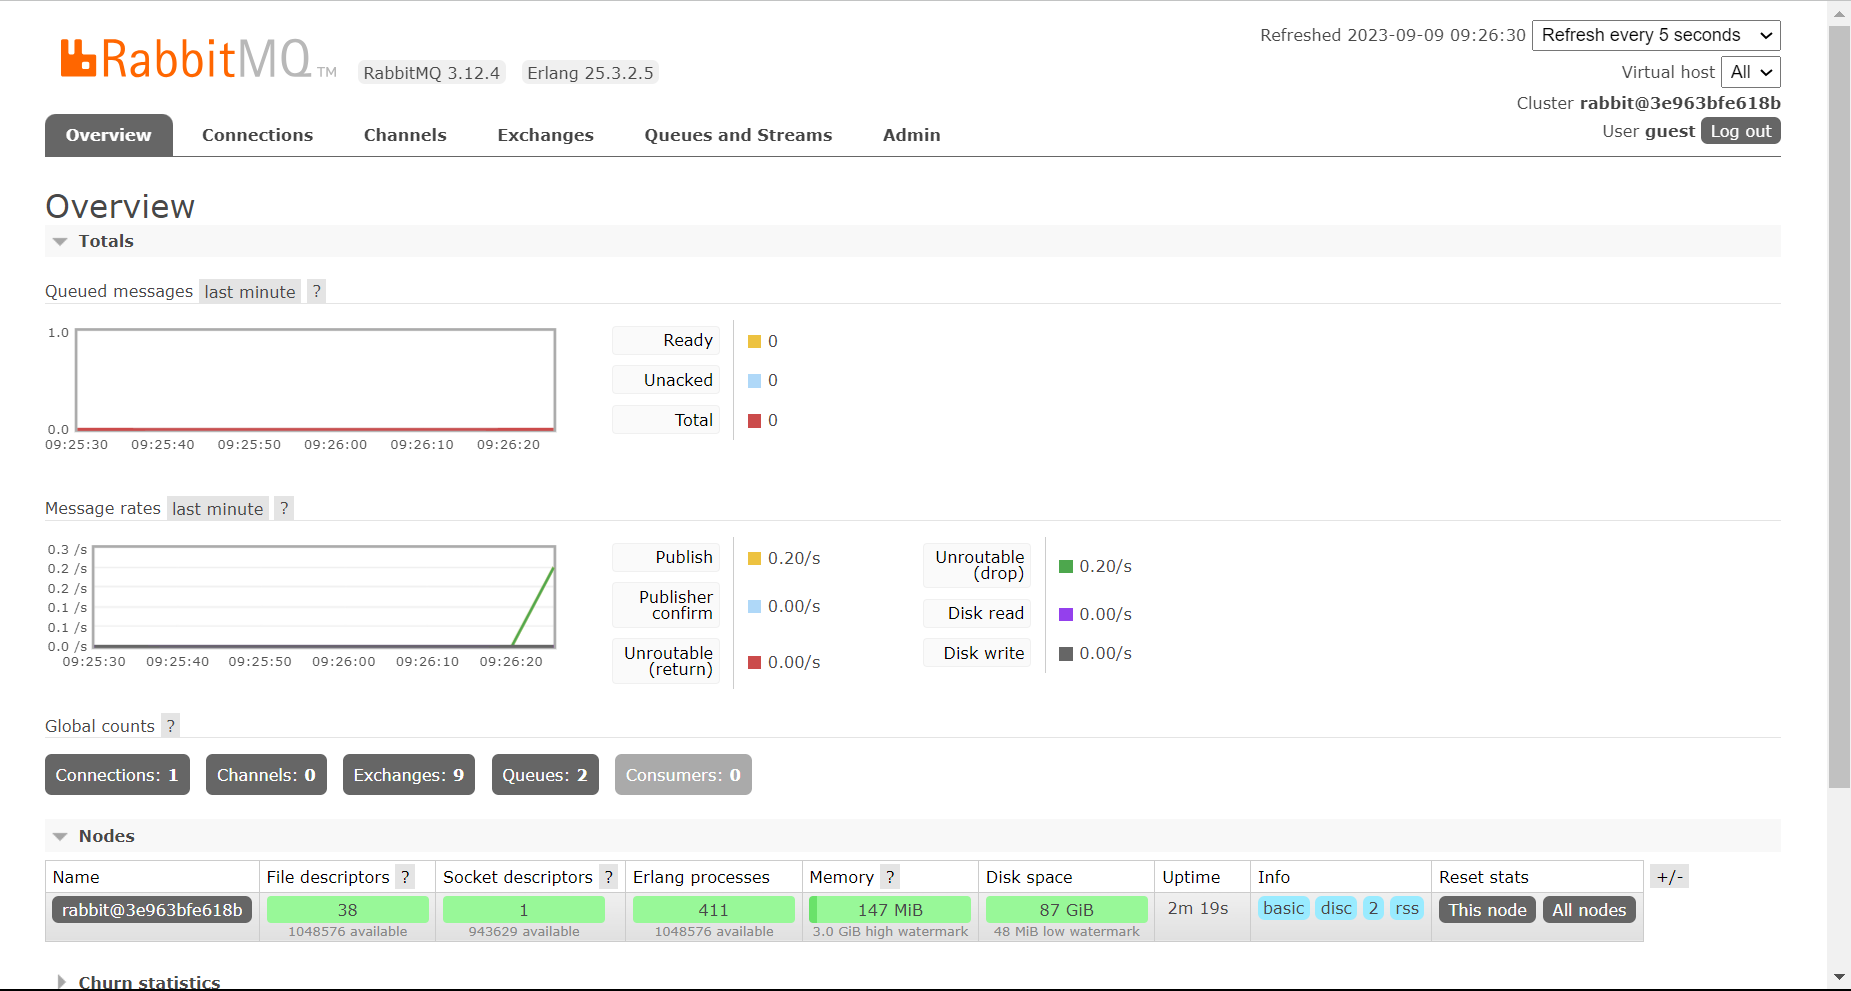 Refreshed 2023-09-09 09:26:30 Refresh every 5 seconds
RabbitMQ TM RabbitMQ 3.12.4 Erlang 25.3.2.5
Virtual host All
Cluster rabbit@3e963bfe618b
User guest Log out
Overview Connections Channels Exchanges Queues and Streams Admin
Overview
Totals
Queued messages last minute ?
1.0
0.0
09:25:30 09:25:40 09:25:50 09:26:00 09:26:10 09:26:20
Ready 0
Unacked 0
Total 0
Message rates last minute ?
0.3 /s
0.2 /s
0.2 /s
0.1 /s
0.1 /s
0.0 /s
09:25:30 09:25:40 09:25:50 09:26:00 09:26:10 09:26:20
Publish 0.20/s
Publisher
confirm 0.00/s
Unroutable
(return) 0.00/s
Unroutable
(drop) 0.20/s
Disk read 0.00/s
Disk write 0.00/s
Global counts ?
Connections: 1 Channels: 0 Exchanges: 9 Queues: 2 Consumers: 0
Nodes
Name File descriptors ? Socket descriptors ? Erlang processes Memory ? Disk space Uptime Info Reset stats +/-
rabbit@3e963bfe618b 38 1 411 147 MiB 87 GiB 2m 19s basic disc 2 rss This node All nodes
1048576 available 943629 available 1048576 available 3.0 GiB high watermark 48 MiB low watermark
Churn statistics